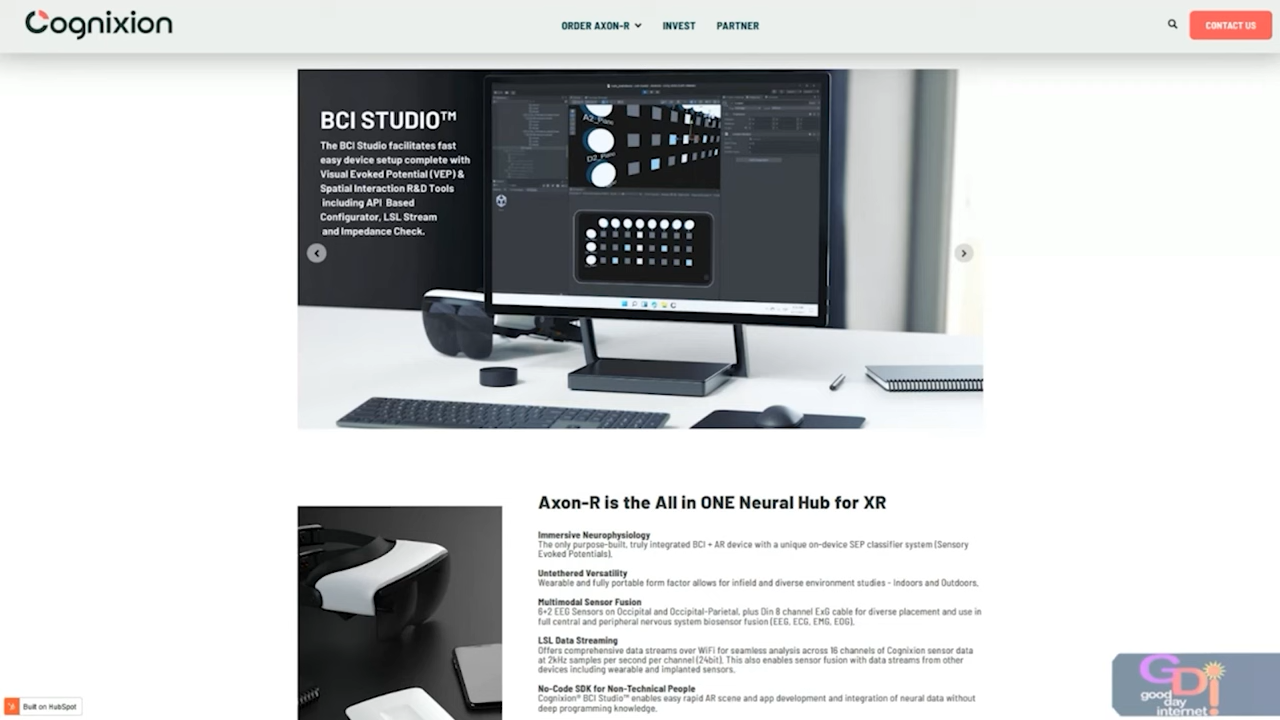 Cognixion
ORDER AXON-R
INVEST
PARTNER
CONTACT US
BCI STUDIO™
The BCI Studio facilitates fast
easy device setup complete with
Visual Evoked Potential (VEP) &
Spatial Interaction R&D Tools
including API Based
Configurator, LSL Stream
and Impedance Check.
Axon-R is the All in ONE Neural Hub for XR
Immersive Neurophysiology
The only purpose-built, truly integrated BCI + AR device with a unique on-device SEP classifier system (Sensory
Evoked Potentials).
Untethered Versatility
Wearable and fully portable form factor allows for infield and diverse environment studies - Indoors and Outdoors.
Multimodal Sensor Fusion
6+2 EEG Sensors on Occipital and Occipital-Parietal, plus Din 8 channel ExG cable for diverse placement and use in
full central and peripheral nervous system biosensor fusion (EEG, ECG, EMG, EOG).
LSL Data Streaming
Offers comprehensive data streams over WiFi for seamless analysis across 16 channels of Cognixion sensor data
at 2kHz samples per second per channel (24bit). This also enables sensor fusion with data streams from other
devices including wearable and implanted sensors.
No-Code SDK for Non-Technical People
Cognixion® BCI Studio™ enables easy rapid AR scene and app development and integration of neural data without
deep programming knowledge.
Built on HubSpot
GD!
good
day
internet